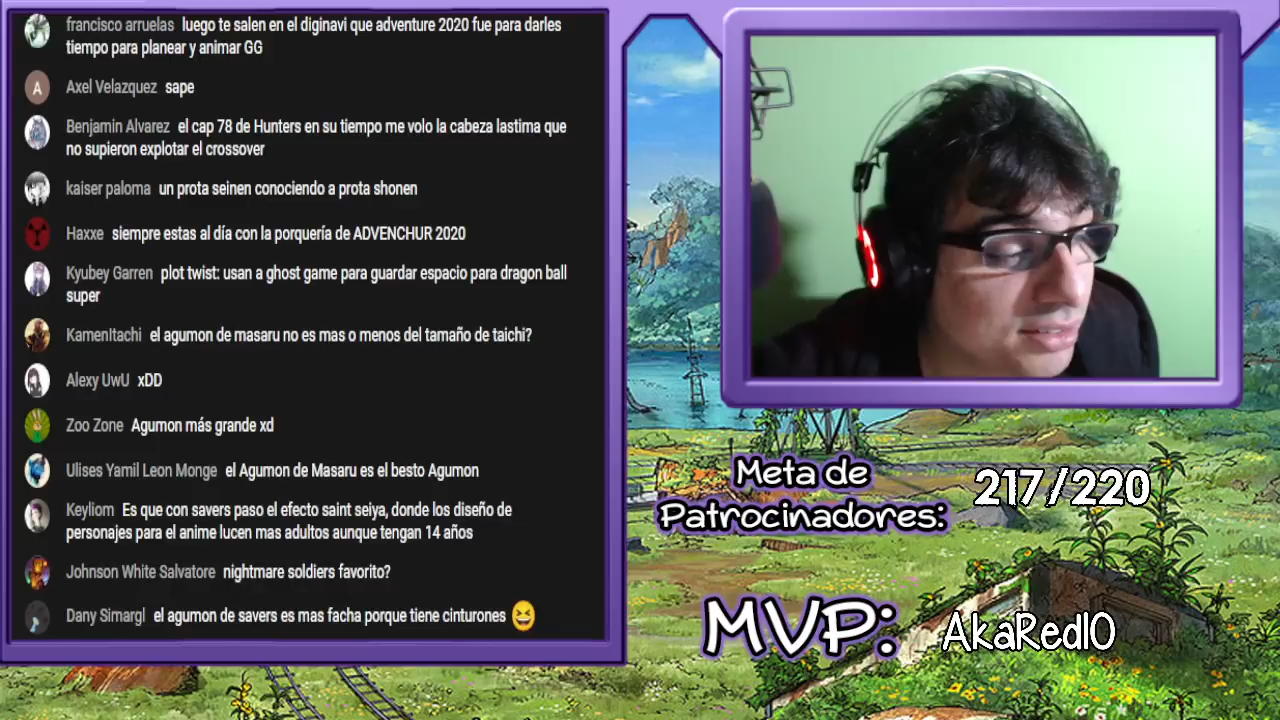 francisco arruelas luego te salen en el diginavi que adventure 2020 fue para darles
tiempo para planear y animar GG
A
Axel Velazquez sape
Benjamin Alvarez el cap 78 de Hunters en su tiempo me volo la cabeza lastima que
no supieron explotar el crossover
kaiser paloma un prota seinen conociendo a prota shonen
Haxxe siempre estas al día con la porquería de ADVENCHUR 2020
Kyubey Garren plot twist: usan a ghost game para guardar espacio para dragon ball
super
KamenItachi el agumon de masaru no es mas o menos del tamaño de taichi?
Alexy UwU xDD
Zoo Zone Agumon más grande xd
Ulises Yamil Leon Monge el Agumon de Masaru es el besto Agumon
Keyliom Es que con savers paso el efecto saint seiya, donde los diseño de
personajes para el anime lucen mas adultos aunque tengan 14 años
Johnson White Salvatore nightmare soldiers favorito?
Dany Simargl el agumon de savers es mas facha porque tiene cinturones 😆
Meta de
Patrocinadores:
217/220
MVP:
AkaRed10